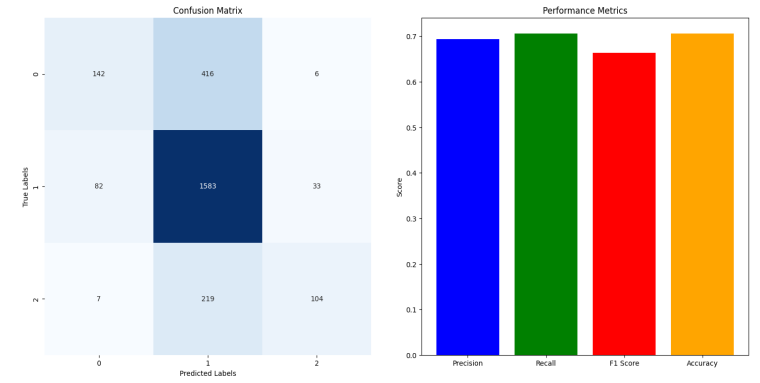 Confusion Matrix
0
142 416 6
1
82 1583 33
2
7 219 104
0 1 2
True Labels
Predicted Labels
Performance Metrics
0.7
0.6
0.5
0.4
0.3
0.2
0.1
0.0
Score
Precision Recall F1 Score Accuracy